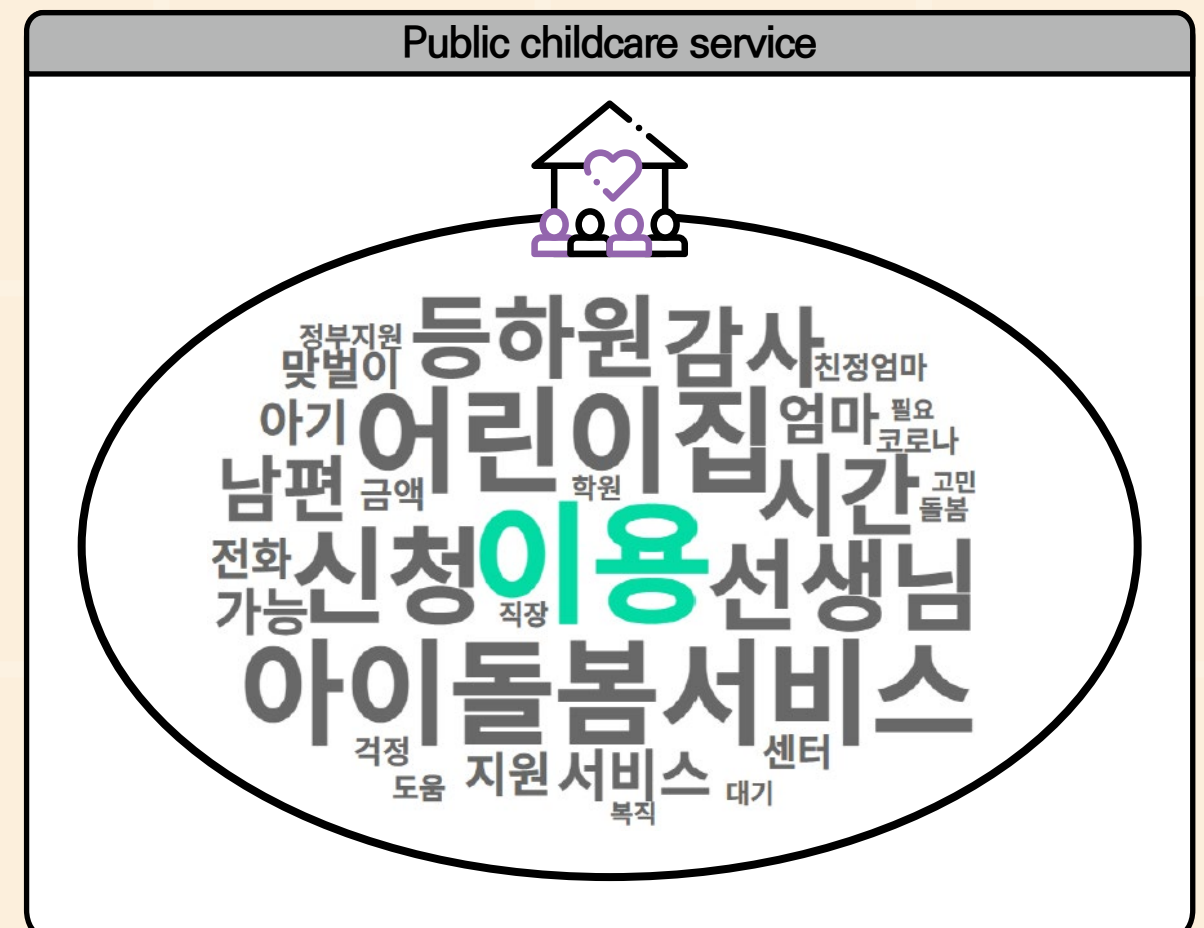 Public childcare service
정부지원 등하원 감사
맞벌이 친정엄마
아기 어린이집 엄마 필요
코로나
남편 금액 학원 시간 고민
돌봄
전화 신청 이용 선생님
가능 직장
아이돌봄서비스
걱정 센터
도움 지원 서비스 대기
복직